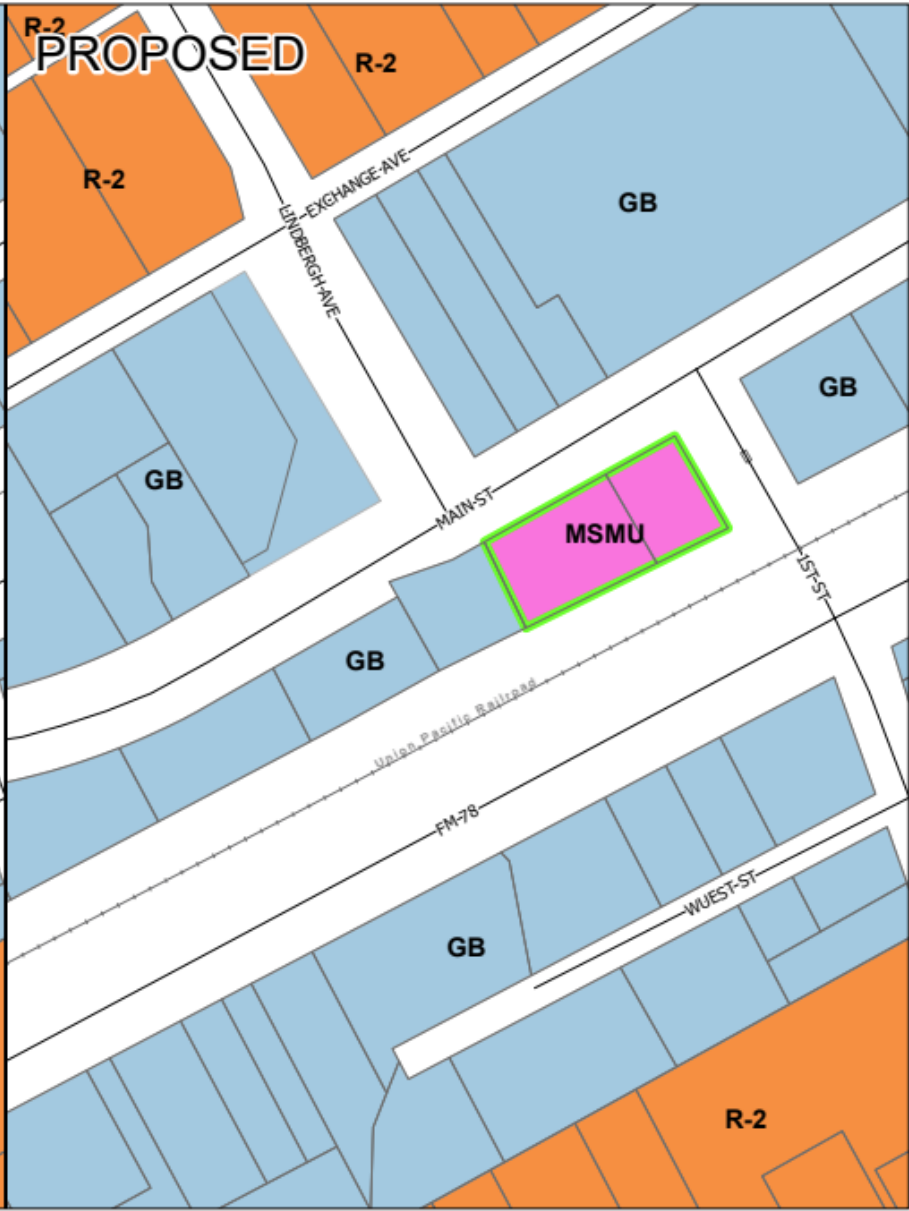 R-2
PROPOSED
R-2
R-2
EXCHANGE-AVE
GB
LINDBERGH-AVE
GB
GB
MAIN-ST
MSMU
1ST-ST
GB
Union Pacific Railroad
FM-78
WUEST-ST
GB
R-2